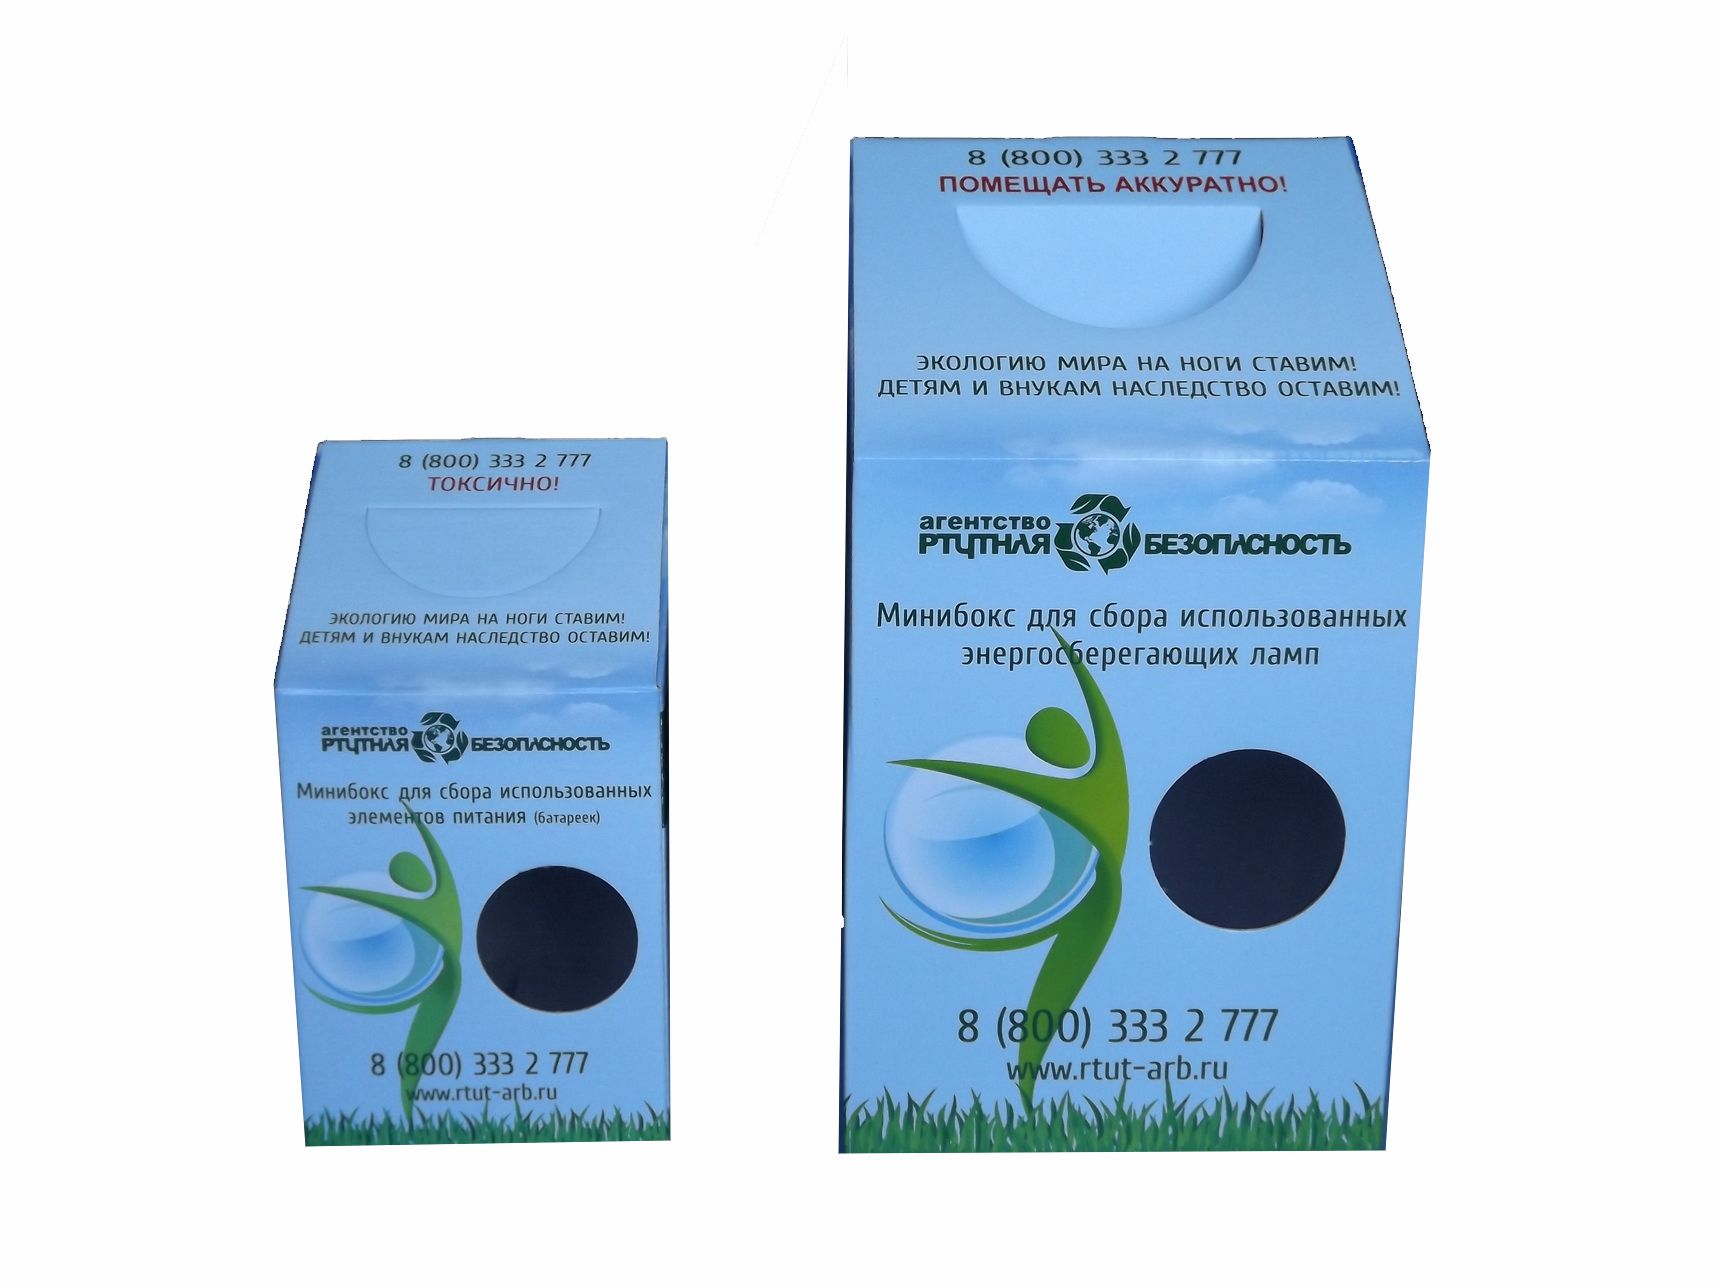 8 (800) 333 2 777
ТОКСИЧНО!
ЭКОЛОГИЮ МИРА НА НОГИ СТАВИМ!
ДЕТЯМ И ВНУКАМ НАСЛЕДСТВО ОСТАВИМ!
агентство
РТУТНАЯ БЕЗОПАСНОСТЬ
Минибокс для сбора использованных
элементов питания (батареек)
8 (800) 333 2 777
www.rtut-arb.ru
8 (800) 333 2 777
ПОМЕЩАТЬ АККУРАТНО!
ЭКОЛОГИЮ МИРА НА НОГИ СТАВИМ!
ДЕТЯМ И ВНУКАМ НАСЛЕДСТВО ОСТАВИМ!
агентство
РТУТНАЯ БЕЗОПАСНОСТЬ
Минибокс для сбора использованных
энергосберегающих ламп
8 (800) 333 2 777
www.rtut-arb.ru